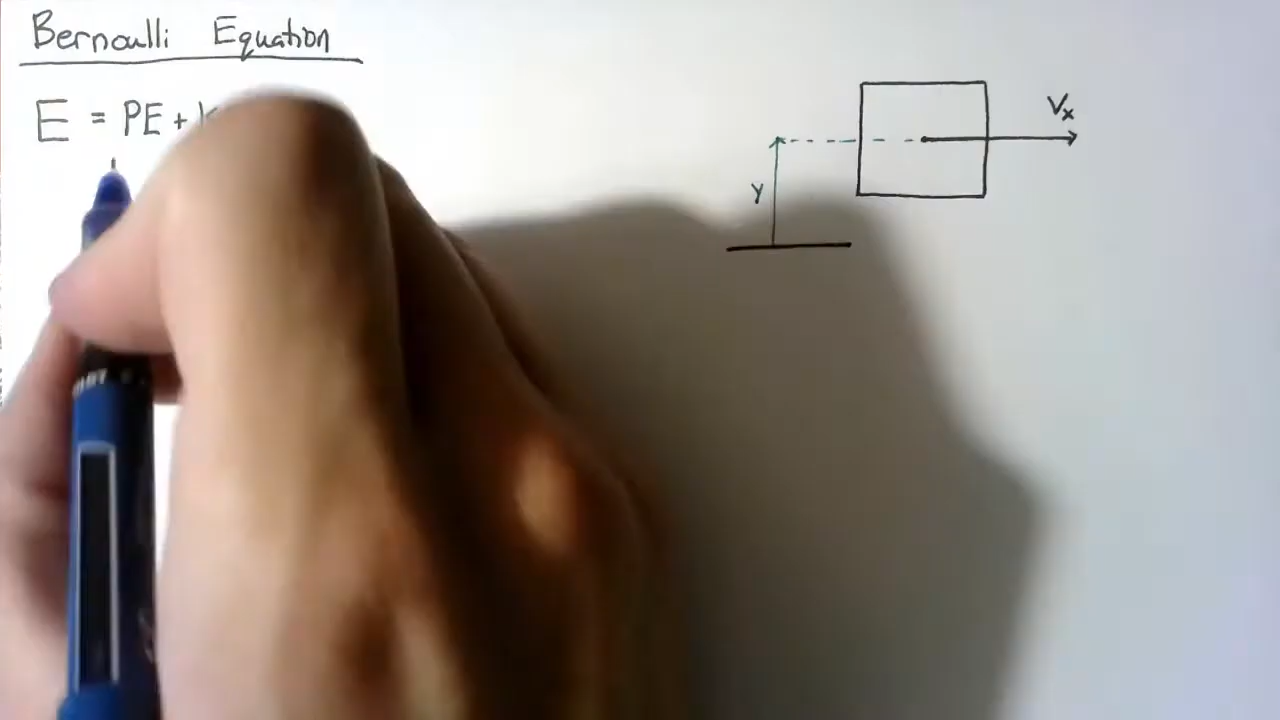 Bernoulli Equation
E = PE + K
Vx
y